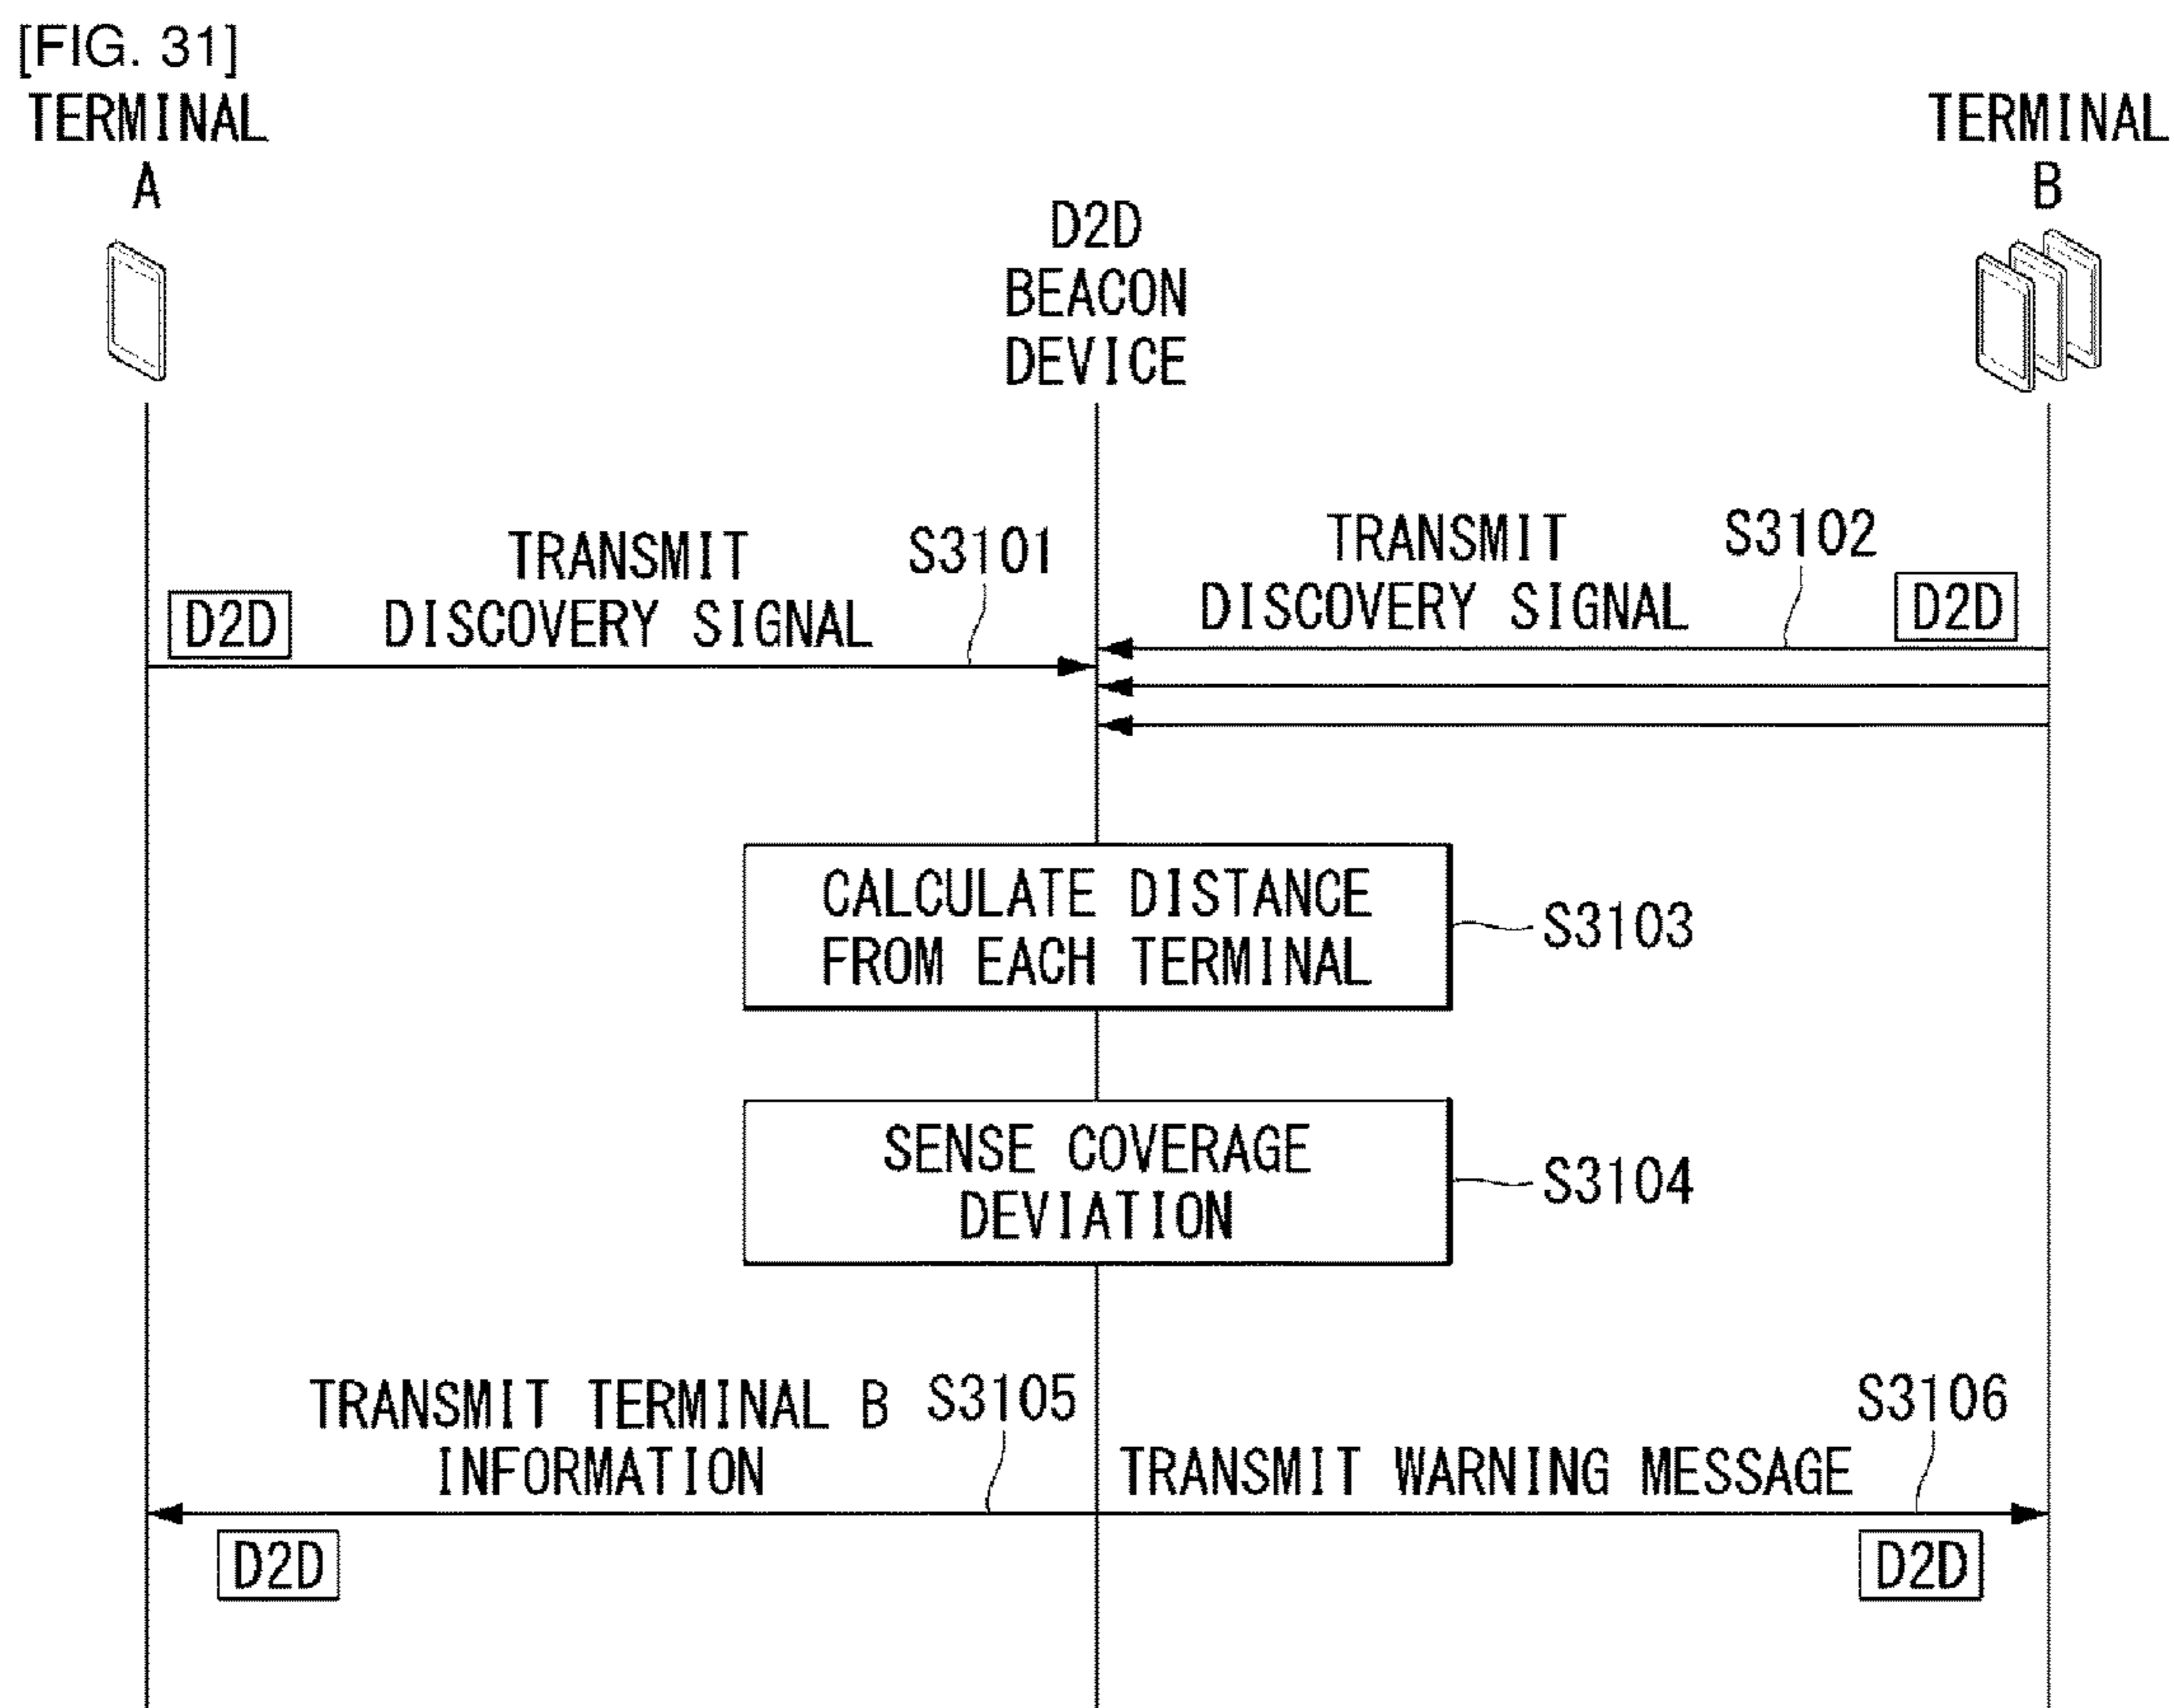 [FIG. 31]
TERMINAL
A
TERMINAL
B
D2D
BEACON
DEVICE
TRANSMIT
DISCOVERY SIGNAL
S3101
D2D
TRANSMIT
DISCOVERY SIGNAL
S3102
D2D
CALCULATE DISTANCE
FROM EACH TERMINAL
S3103
SENSE COVERAGE
DEVIATION
S3104
TRANSMIT TERMINAL B
INFORMATION
S3105
D2D
TRANSMIT WARNING MESSAGE
S3106
D2D